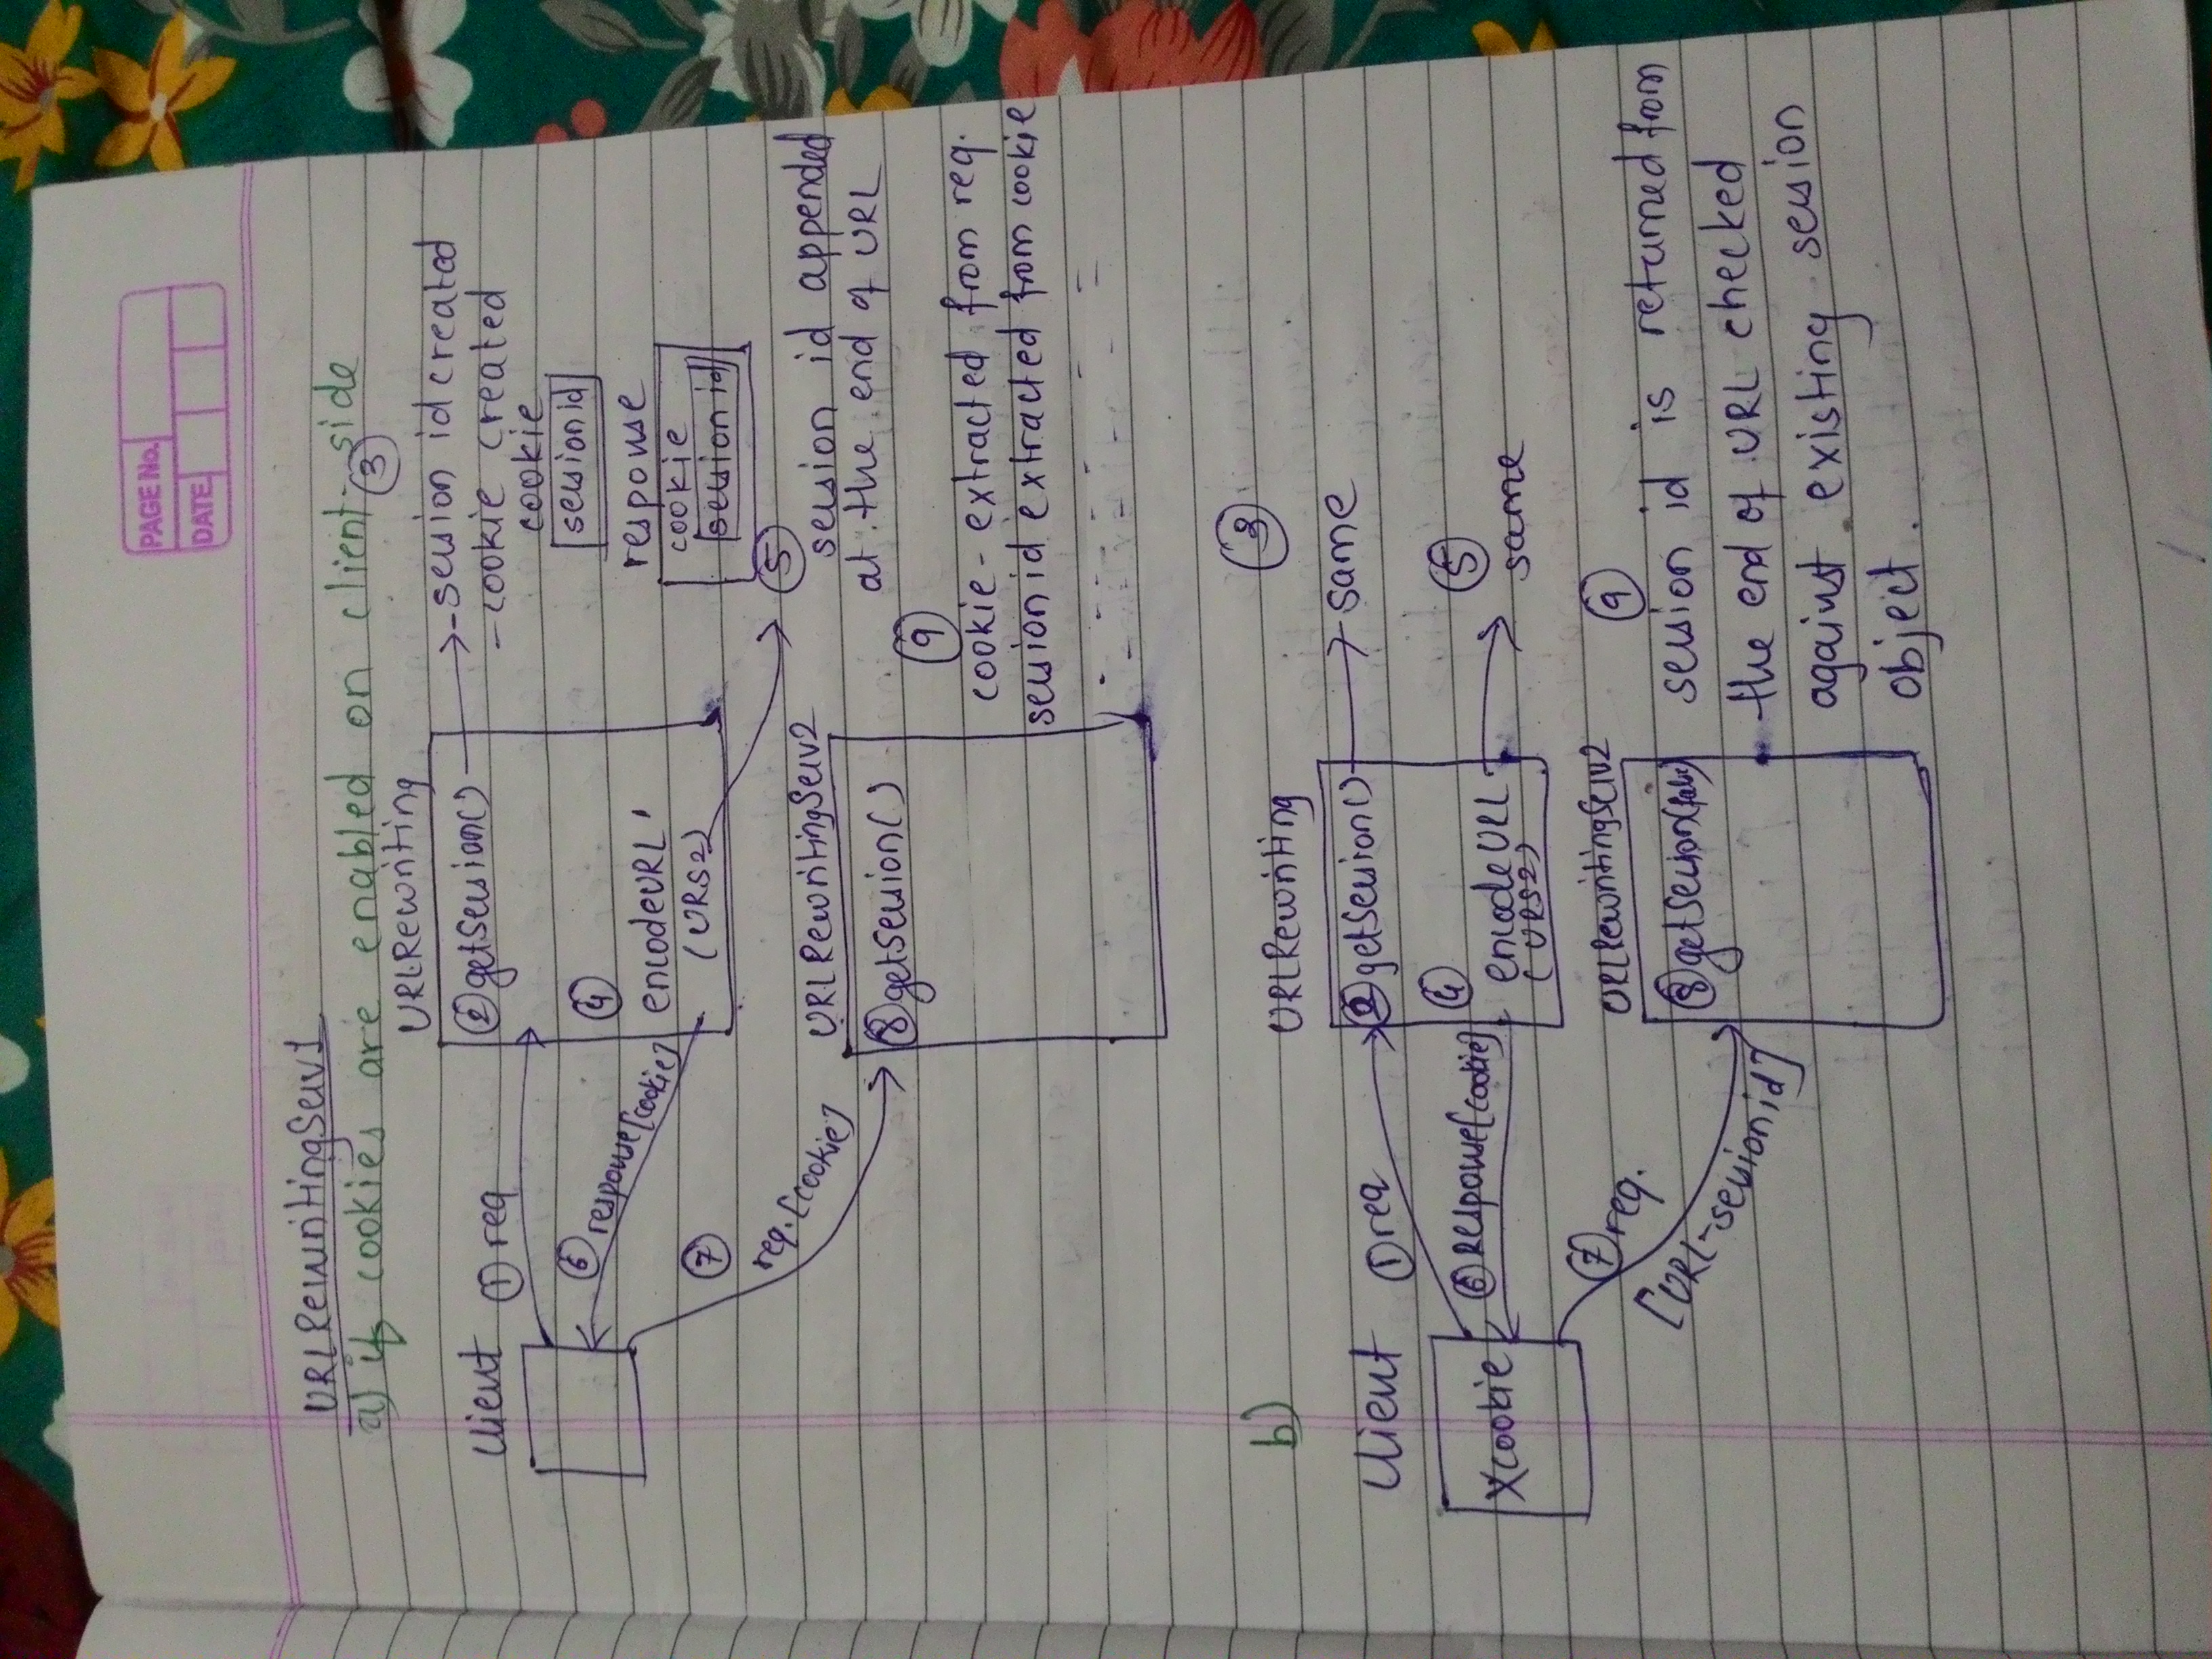 PAGE No.
DATE
URLRewritingServ1
a) if cookies are enabled on client-side
③
URLRewriting
② getSession() → - session id created
- cookie created
Client ① req
cookie
sessionid
⑥ response[cookie]
④
encodeURL
(URS2)
response
cookie
session id
⑦
req.[cookie]
⑤
session id appended
at the end of URL
URLRewritingServ2
⑧ getSession()
⑨
cookie - extracted from req.
session id extracted from cookie
b)
③
URLRewriting
② getSession() → same
Client ① req
Xcookie
⑥ Response[cookie]
④
encodeURL
(URS2)
⑤
same
⑦ req.
[URL-sessionid]
URLRewritingServ2
⑧ getSession(false)
⑨
session id is returned from
the end of URL checked
against existing session
object.